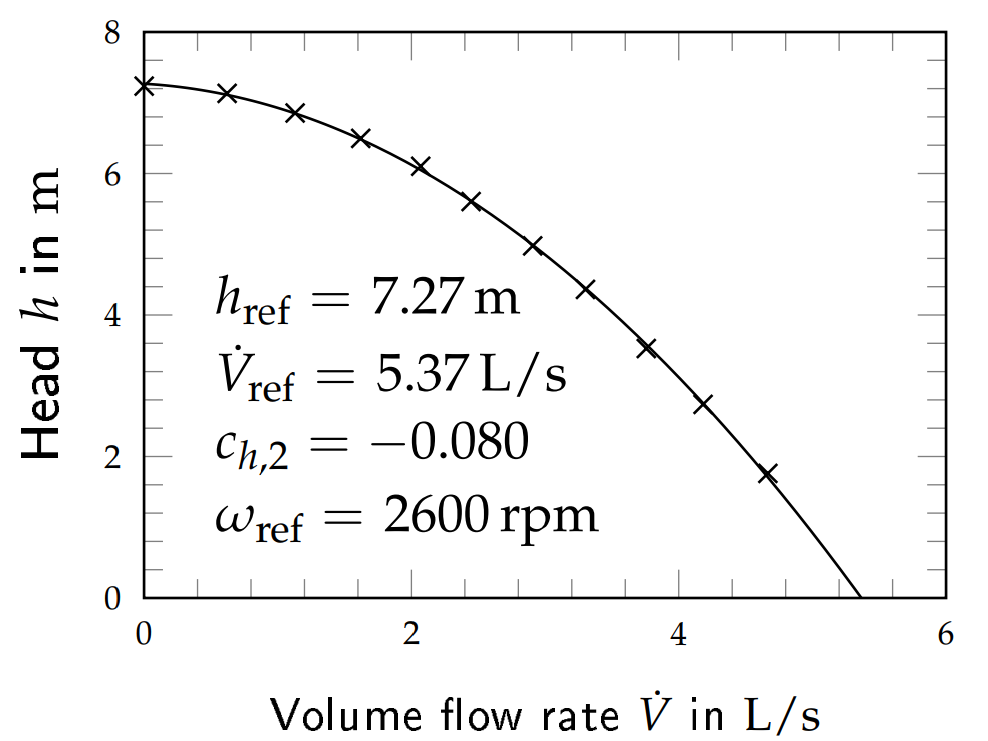 8
6
4
2
0
Head h in m
h_ref = 7.27 m
V̇_ref = 5.37 L/s
c_h,2 = −0.080
ω_ref = 2600 rpm
0 2 4 6
Volume flow rate V̇ in L/s